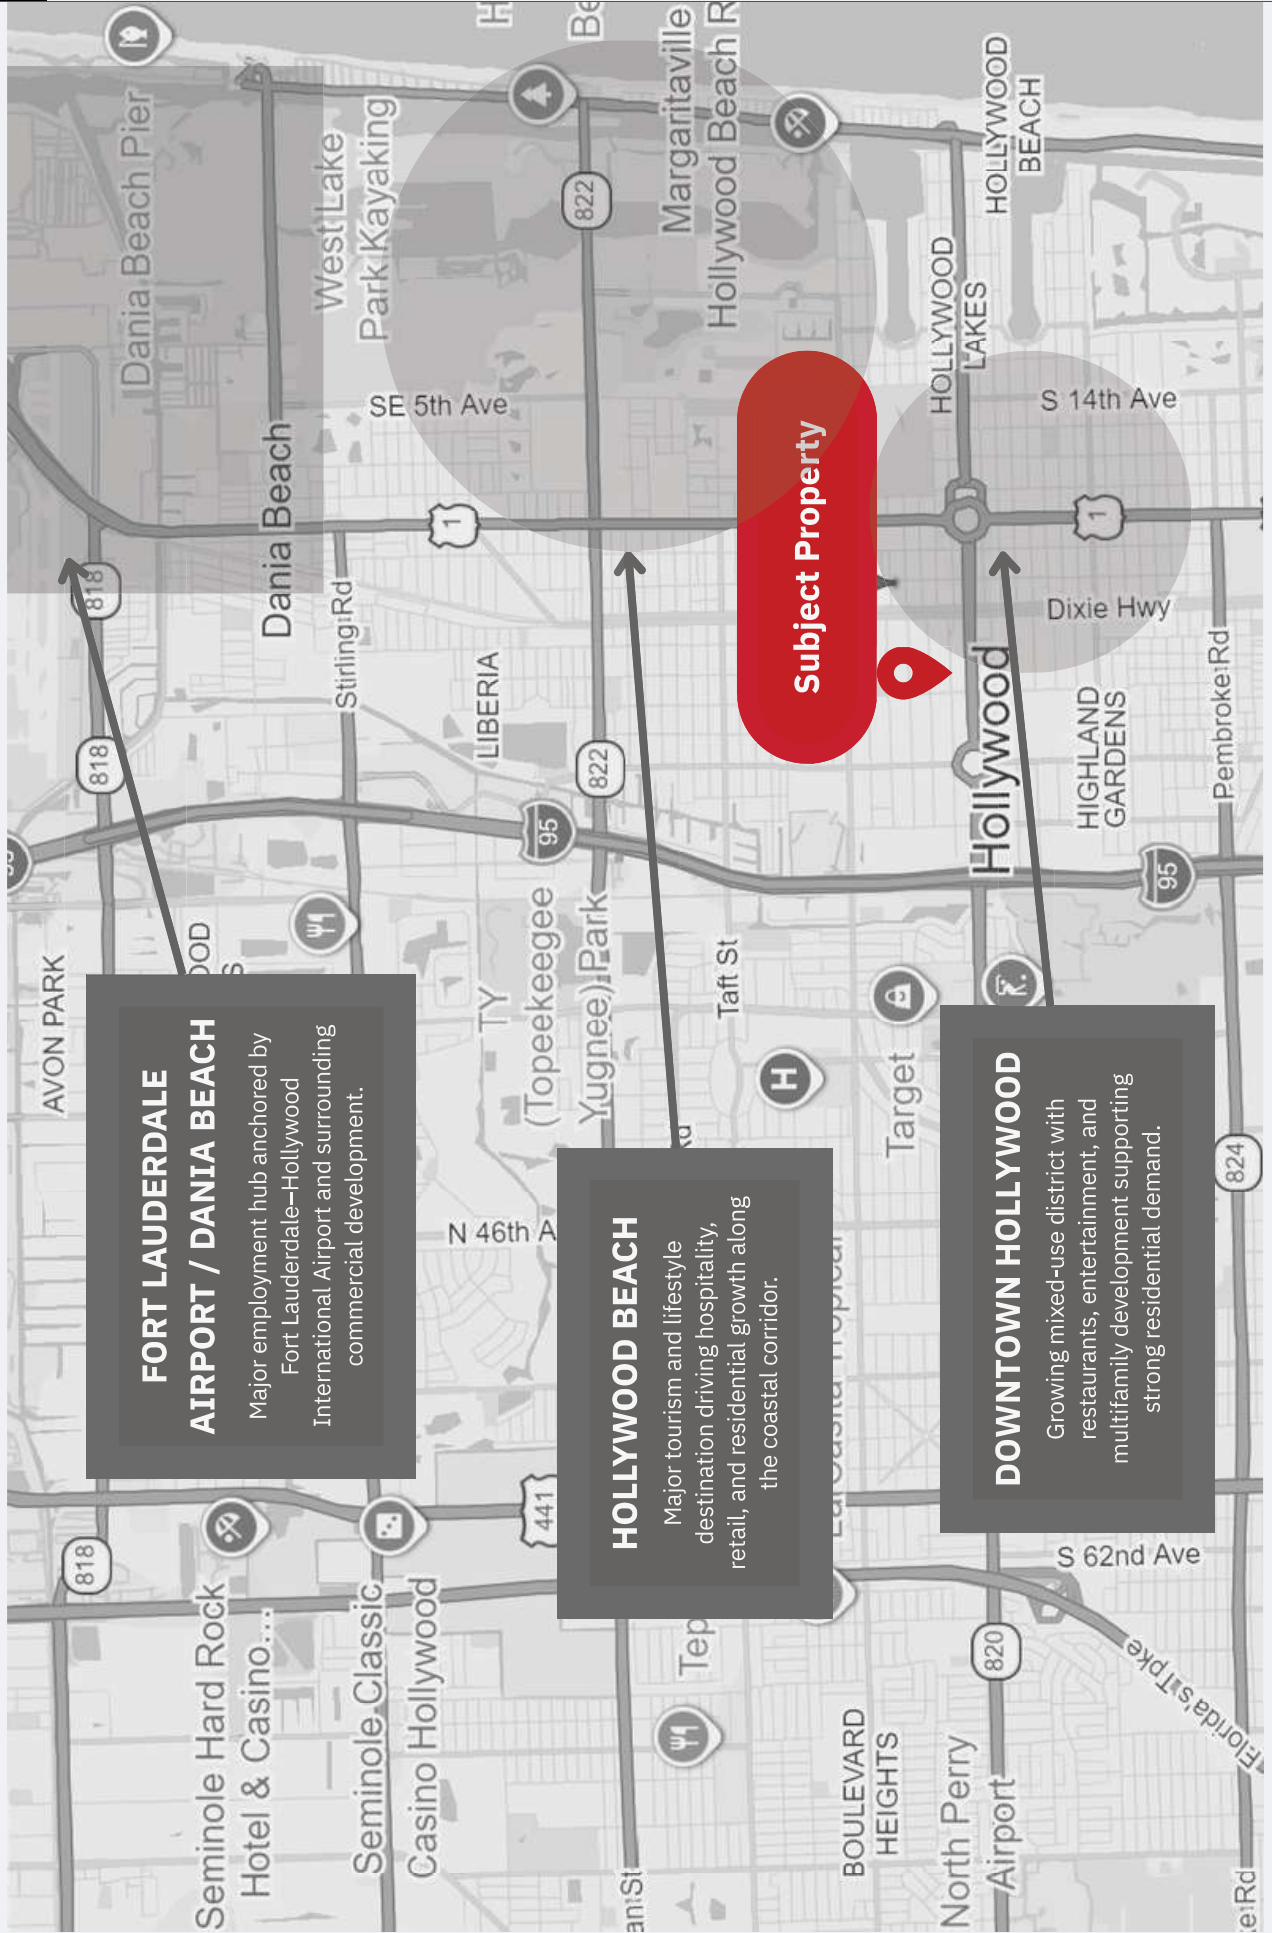 FORT LAUDERDALE
AIRPORT / DANIA BEACH
Major employment hub anchored by
Fort Lauderdale–Hollywood
International Airport and surrounding
commercial development.
HOLLYWOOD BEACH
Major tourism and lifestyle
destination driving hospitality,
retail, and residential growth along
the coastal corridor.
DOWNTOWN HOLLYWOOD
Growing mixed-use district with
restaurants, entertainment, and
multifamily development supporting
strong residential demand.
Subject Property
Seminole Hard Rock
Hotel & Casino...
Seminole Classic
Casino Hollywood
818
441
AVON PARK
818
818
Dania Beach Pier
Dania Beach
West Lake
Park Kayaking
Stirling Rd
SE 5th Ave
1
LIBERIA
TY
(Topeekeegee
Yugnee) Park
N 46th A
95
822
822
Margaritaville
Hollywood Beach R
Taft St
H
Target
BOULEVARD
HEIGHTS
North Perry
Airport
820
S 62nd Ave
Florida's Tpke
824
Hollywood
HOLLYWOOD
LAKES
HOLLYWOOD
BEACH
S 14th Ave
1
Dixie Hwy
HIGHLAND
GARDENS
95
Pembroke Rd